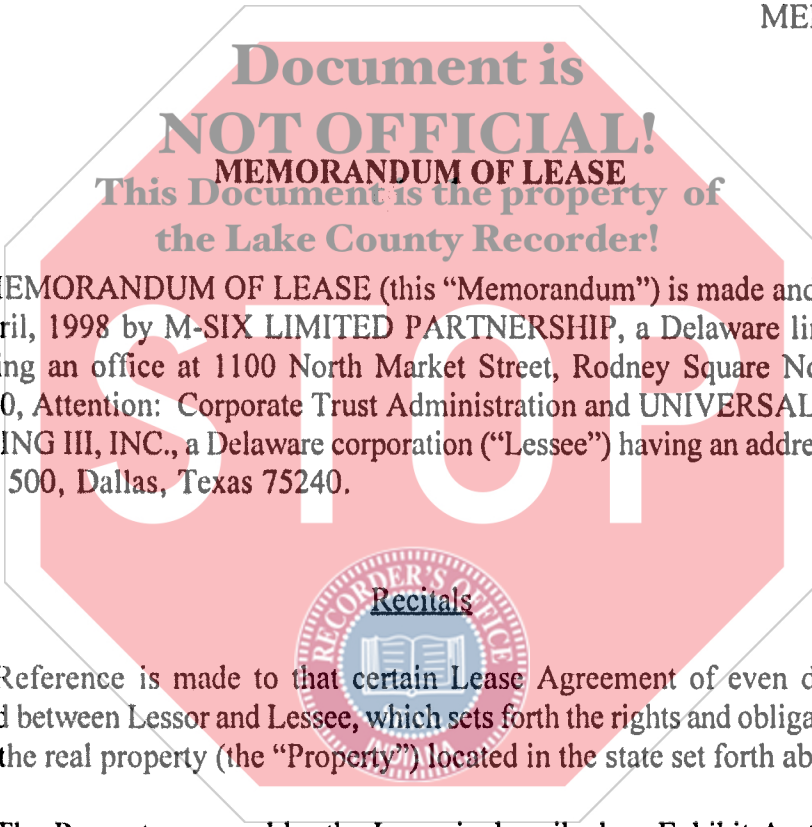 Document is
NOT OFFICIAL!
MEMORANDUM OF LEASE
This Document is the property of
the Lake County Recorder!
EMORANDUM OF LEASE (this “Memorandum”) is made and
ril, 1998 by M-SIX LIMITED PARTNERSHIP, a Delaware li
ing an office at 1100 North Market Street, Rodney Square No
0, Attention: Corporate Trust Administration and UNIVERSAL
ING III, INC., a Delaware corporation (“Lessee”) having an addre
500, Dallas, Texas 75240.
STOP
RECORDER'S OFFICE
Recitals
Reference is made to that certain Lease Agreement of even d
d between Lessor and Lessee, which sets forth the rights and obliga
the real property (the “Property”) located in the state set forth ab